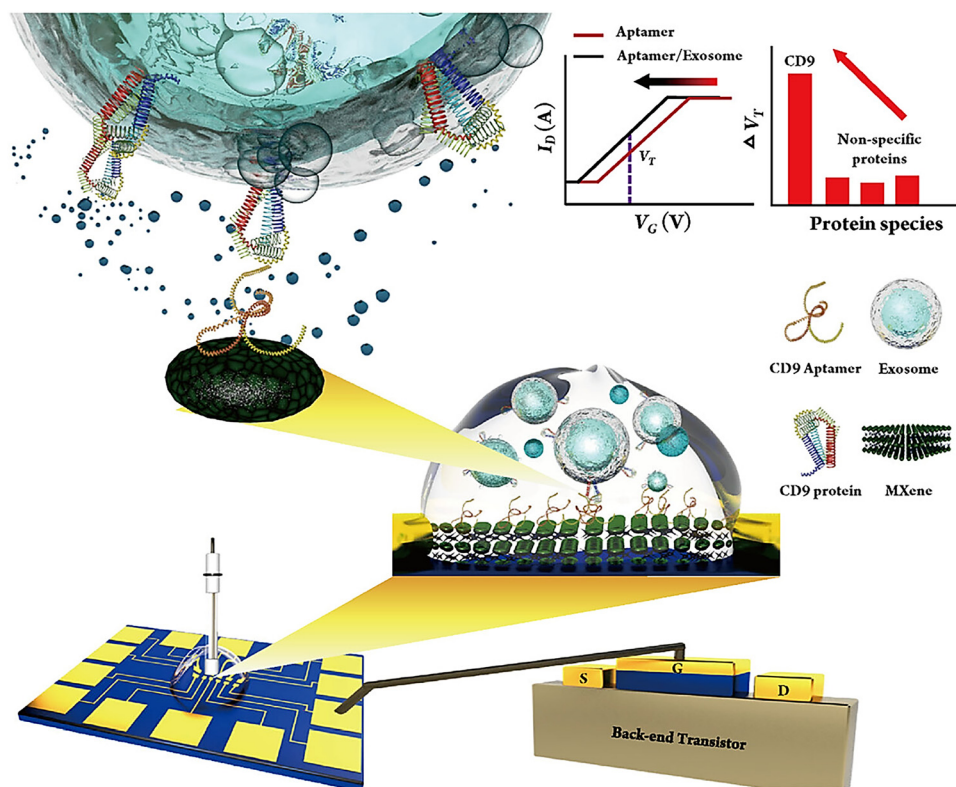 Aptamer
Aptamer/Exosome
I_D (A)
V_T
V_G (V)
CD9
Δ V_T
Non-specific
proteins
Protein species
CD9 Aptamer
Exosome
CD9 protein
MXene
S
G
D
Back-end Transistor